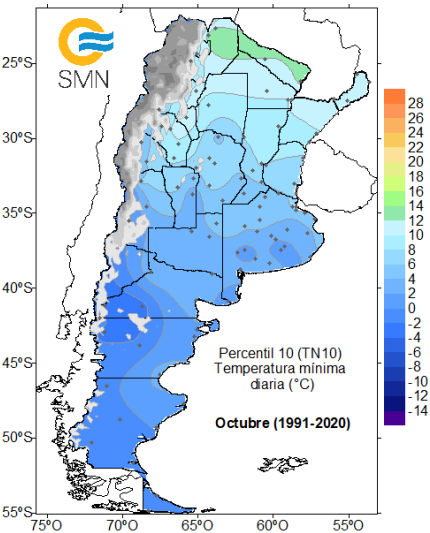 SMN
25°S
30°S
35°S
40°S
45°S
50°S
55°S
75°O 70°O 65°O 60°O 55°O
28
26
24
22
20
18
16
14
12
10
8
6
4
2
0
-2
-4
-6
-8
-10
-12
-14
Percentil 10 (TN10)
Temperatura mínima
diaria (°C)
Octubre (1991-2020)